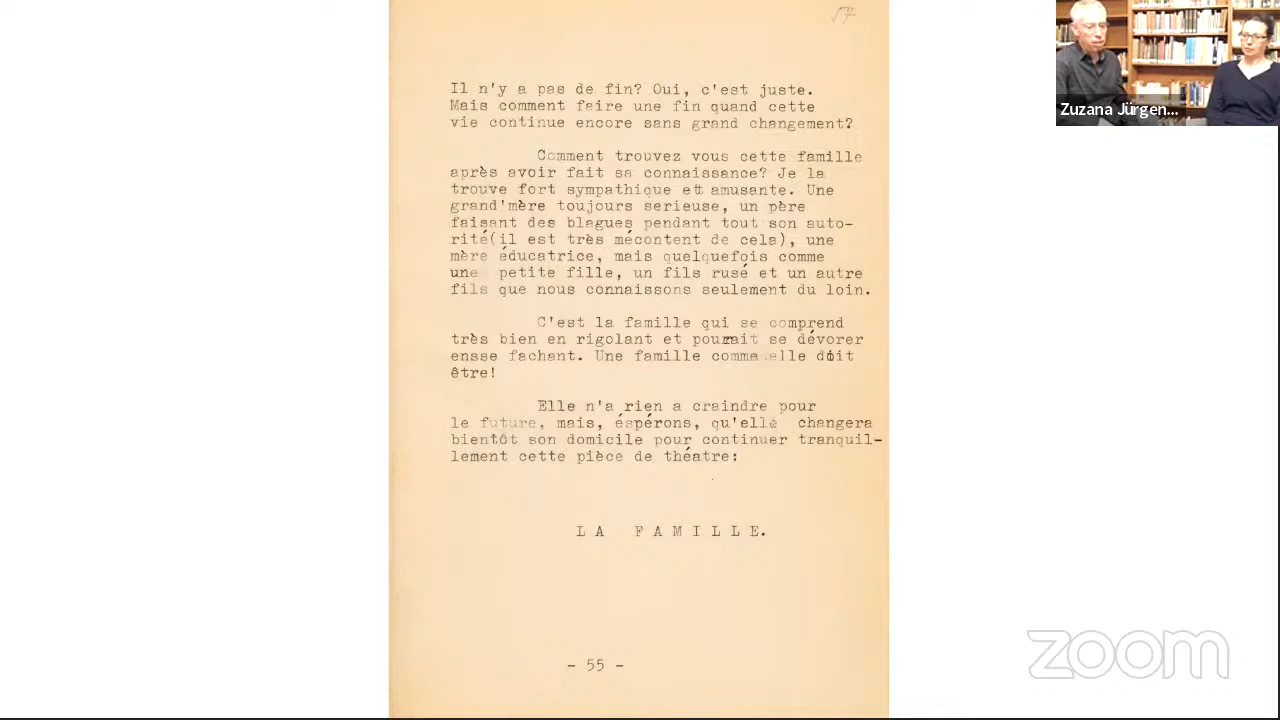 57
Il n'y a pas de fin? Oui, c'est juste.
Mais comment faire une fin quand cette
vie continue encore sans grand changement?
Comment trouvez vous cette famille
après avoir fait sa connaissance? Je la
trouve fort sympathique et amusante. Une
grand'mère toujours serieuse, un père
faisant des blagues pendant tout son auto-
rité(il est très mécontent de cela), une
mère éducatrice, mais quelquefois comme
une petite fille, un fils rusé et un autre
fils que nous connaissons seulement du loin.
C'est la famille qui se comprend
très bien en rigolant et pourrait se dévorer
ensse fachant. Une famille comme elle doit
être!
Elle n'a rien a craindre pour
le future, mais, éspérons, qu'elle changera
bientôt son domicile pour continuer tranquil-
lement cette pièce de théatre:
LA FAMILLE.
- 55 -
Zuzana Jürgen...
zoom